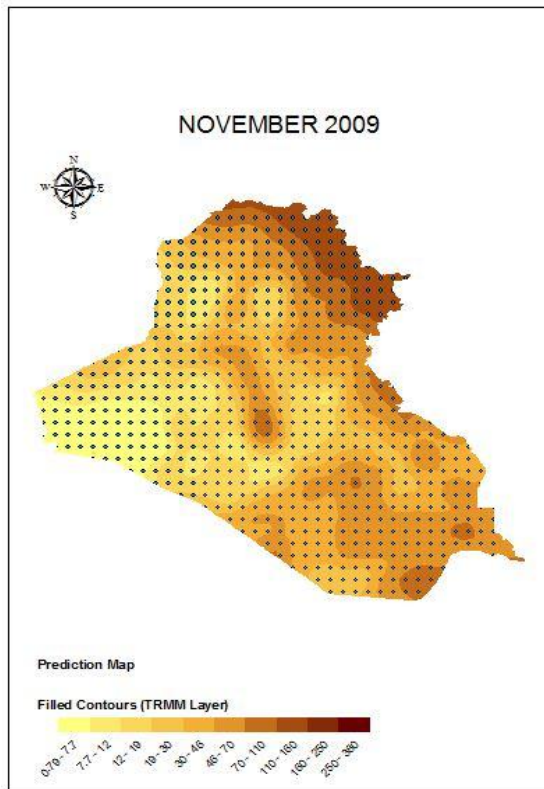 NOVEMBER 2009
N
W E
S
Prediction Map
Filled Contours (TRMM Layer)
0.79 - 7.7 7.7 - 12 12 - 19 19 - 30 30 - 46 46 - 70 70 - 110 110 - 160 160 - 250 250 - 380